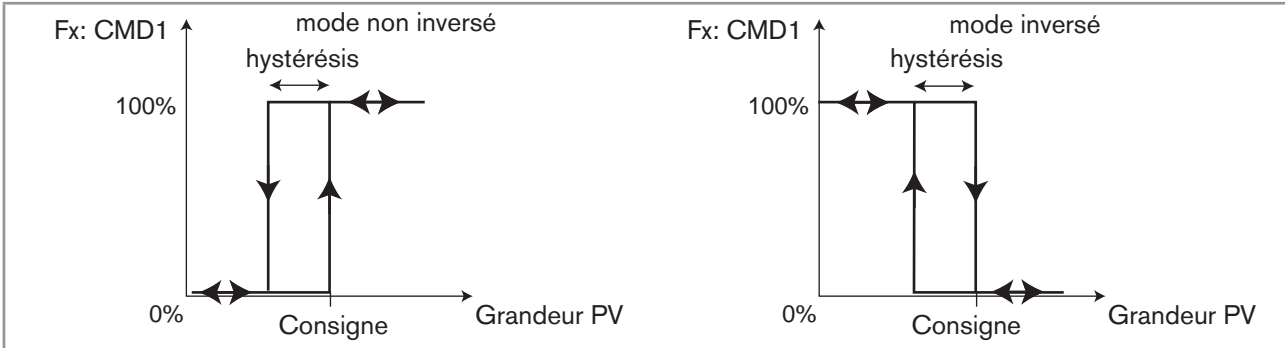 Fx: CMD1
mode non inversé
hystérésis
100%
0%
Consigne
Grandeur PV
Fx: CMD1
mode inversé
hystérésis
100%
0%
Consigne
Grandeur PV